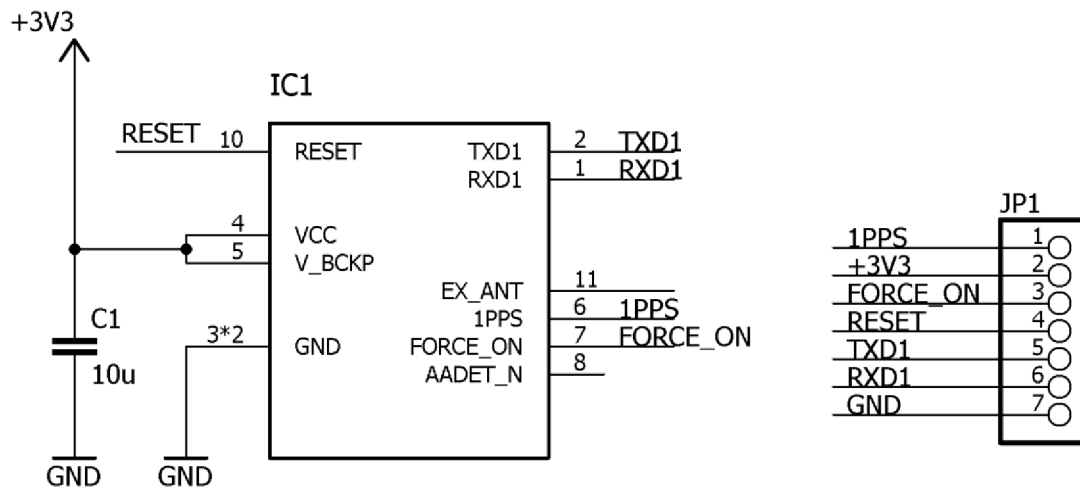 +3V3
IC1
RESET 10 RESET TXD1 2 TXD1
RXD1 1 RXD1
JP1
4 VCC
1PPS 1
5 V_BCKP
+3V3 2
EX_ANT 11
FORCE_ON 3
C1 1PPS 6 1PPS
RESET 4
3*2 GND FORCE_ON 7 FORCE_ON
TXD1 5
10u AADET_N 8
RXD1 6
GND 7
GND GND